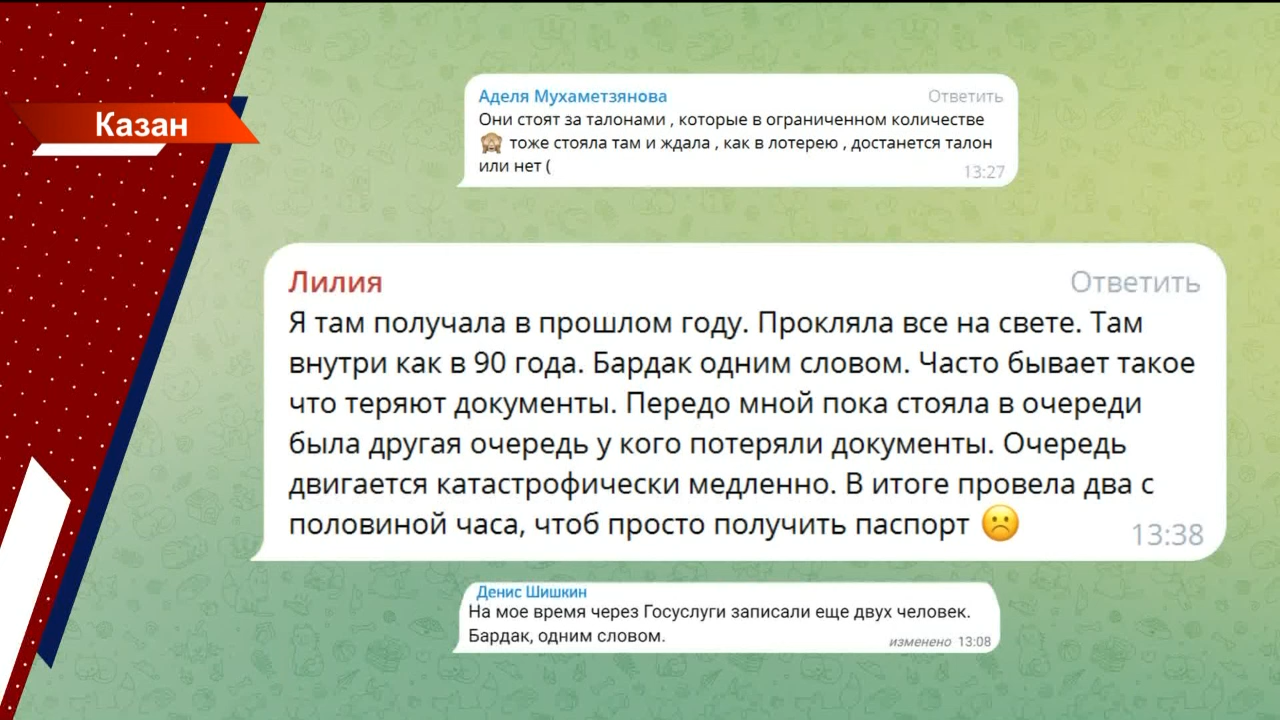 Казан
Аделя Мухаметзянова
Ответить
Они стоят за талонами , которые в ограниченном количестве
🙈 тоже стояла там и ждала , как в лотерею , достанется талон
или нет (
13:27
Лилия
Ответить
Я там получала в прошлом году. Прокляла все на свете. Там
внутри как в 90 года. Бардак одним словом. Часто бывает такое
что теряют документы. Передо мной пока стояла в очереди
была другая очередь у кого потеряли документы. Очередь
двигается катастрофически медленно. В итоге провела два с
половиной часа, чтоб просто получить паспорт ☹️
13:38
Денис Шишкин
На мое время через Госуслуги записали еще двух человек.
Бардак, одним словом.
изменено 13:08